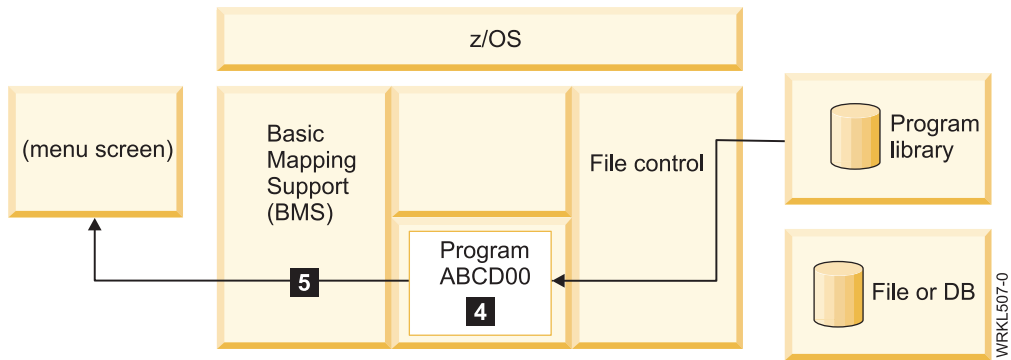 z/OS
(menu screen)
Basic
Mapping
Support
(BMS)
File control
Program
library
Program
ABCD00
4
5
File or DB
WRKL507-0